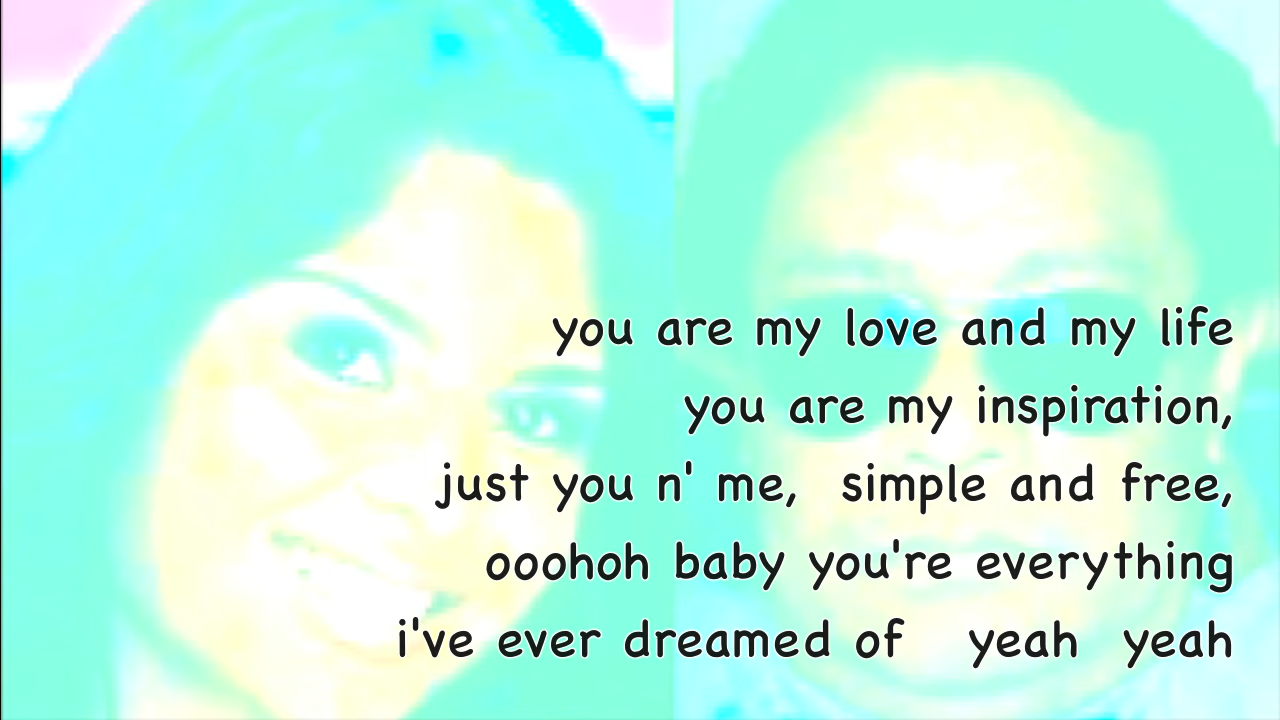 you are my love and my life
you are my inspiration,
just you n' me,  simple and free,
ooohoh baby you're everything
i've ever dreamed of   yeah  yeah